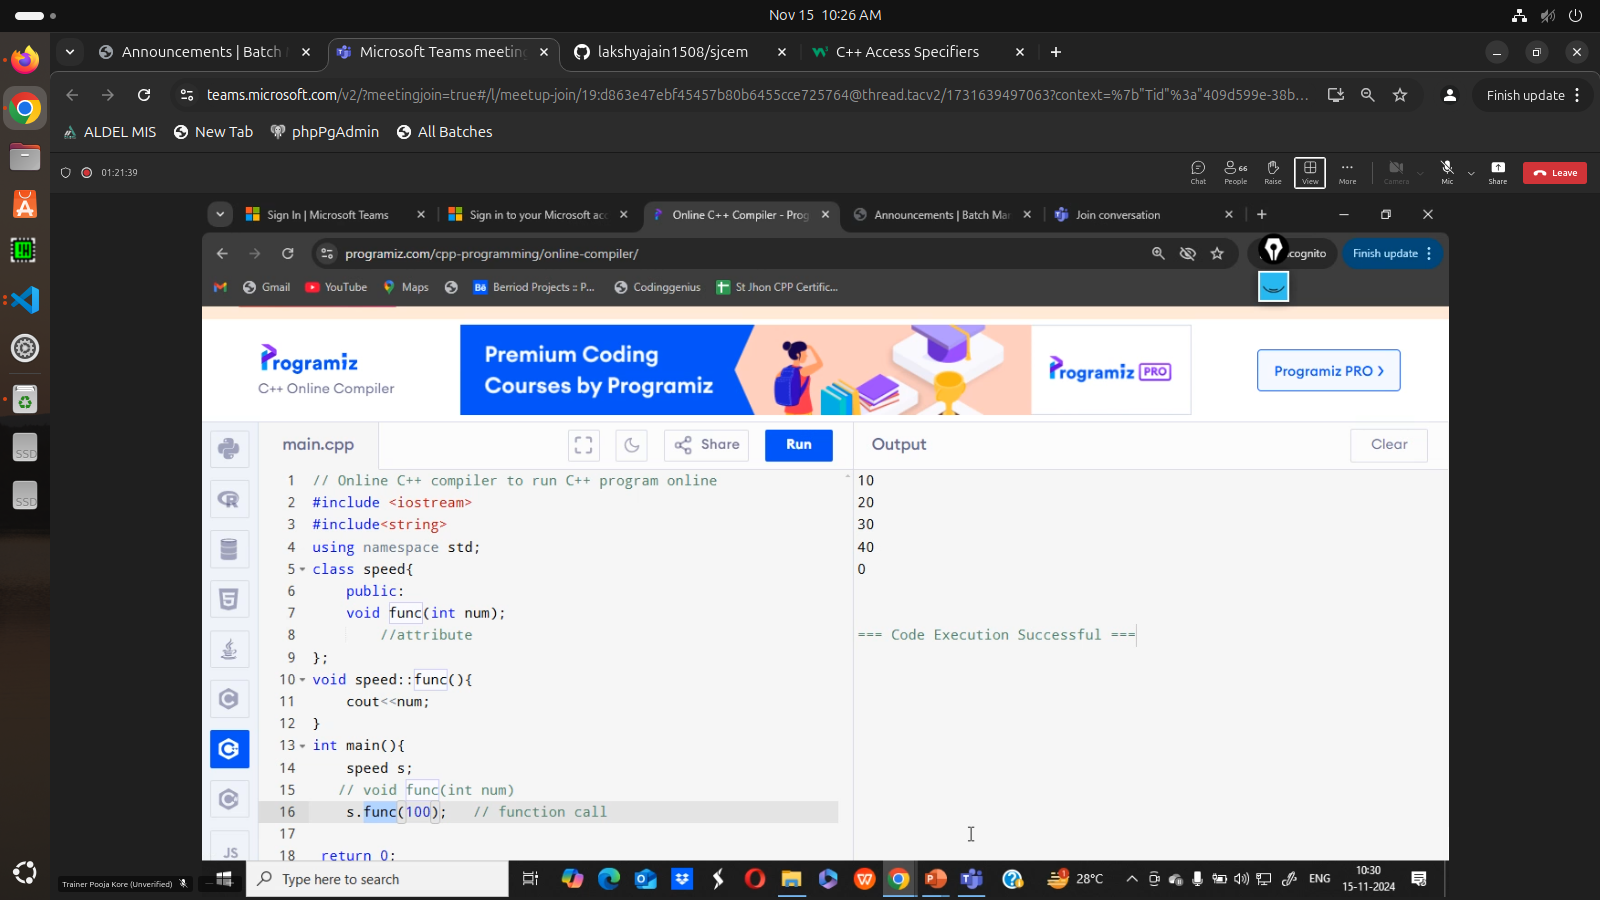 Nov 15 10:26 AM
Announcements | Batch
Microsoft Teams meeting
lakshyajain1508/sjcem
C++ Access Specifiers
teams.microsoft.com/v2/?meetingjoin=true#/l/meetup-join/19:d863e47ebf45457b80b6455cce725764@thread.tacv2/1731639497063?context=%7b"Tid"%3a"409d599e-38b...
Finish update
ALDEL MIS
New Tab
phpPgAdmin
All Batches
01:21:39
Chat
People 66
Raise
View
More
Camera
Mic
Share
Leave
Sign In | Microsoft Teams
Sign in to your Microsoft acc
Online C++ Compiler - Prog
Announcements | Batch Mar
Join conversation
programiz.com/cpp-programming/online-compiler/
cognito
Finish update
Gmail
YouTube
Maps
Bē Berriod Projects :: P...
Codinggenius
St Jhon CPP Certific...
Programiz
C++ Online Compiler
Premium Coding
Courses by Programiz
Programiz PRO
Programiz PRO >
main.cpp
Share
Run
Output
Clear
1 // Online C++ compiler to run C++ program online
2 #include <iostream>
3 #include<string>
4 using namespace std;
5 class speed{
6 public:
7 void func(int num);
8 //attribute
9 };
10 void speed::func(){
11 cout<<num;
12 }
13 int main(){
14 speed s;
15 // void func(int num)
16 s.func(100); // function call
17
18 return 0;
10
20
30
40
0
=== Code Execution Successful ===
JS
SSD
SSD
Trainer Pooja Kore (Unverified)
Type here to search
28°C
ENG
10:30
15-11-2024